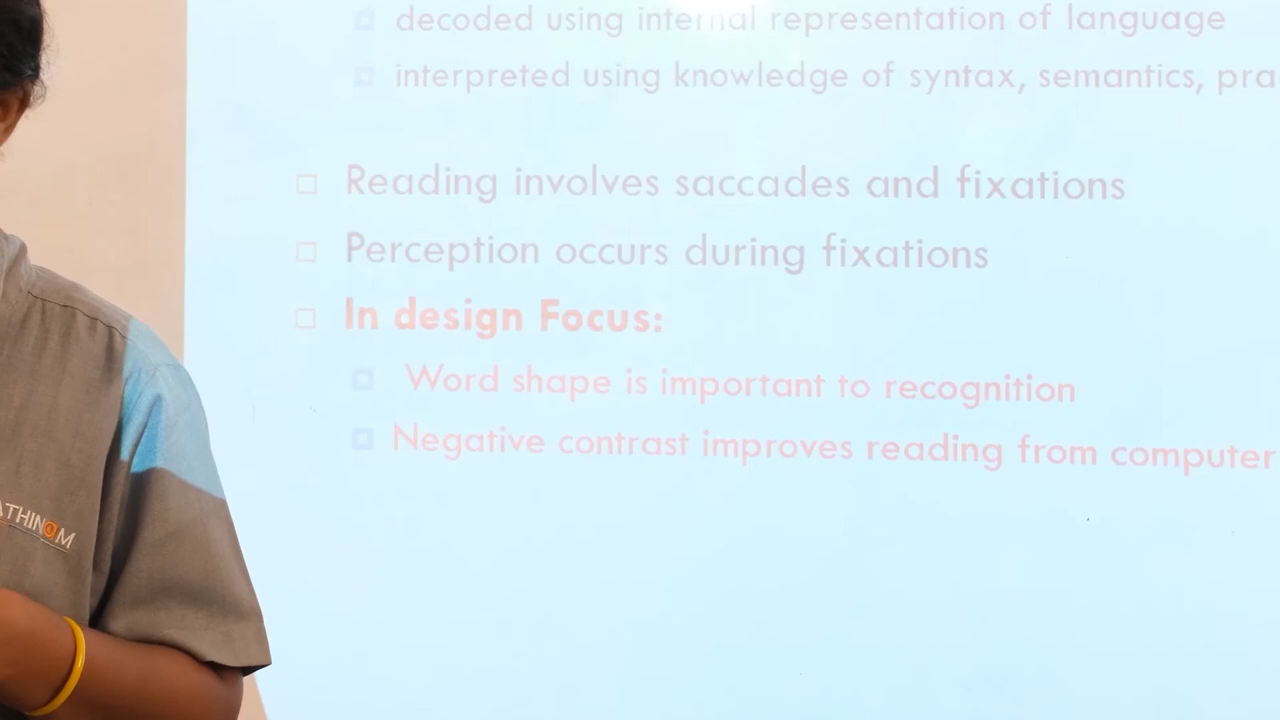 decoded using internal representation of language
interpreted using knowledge of syntax, semantics, pra
Reading involves saccades and fixations
Perception occurs during fixations
In design Focus:
Word shape is important to recognition
Negative contrast improves reading from computer
ATHINAM